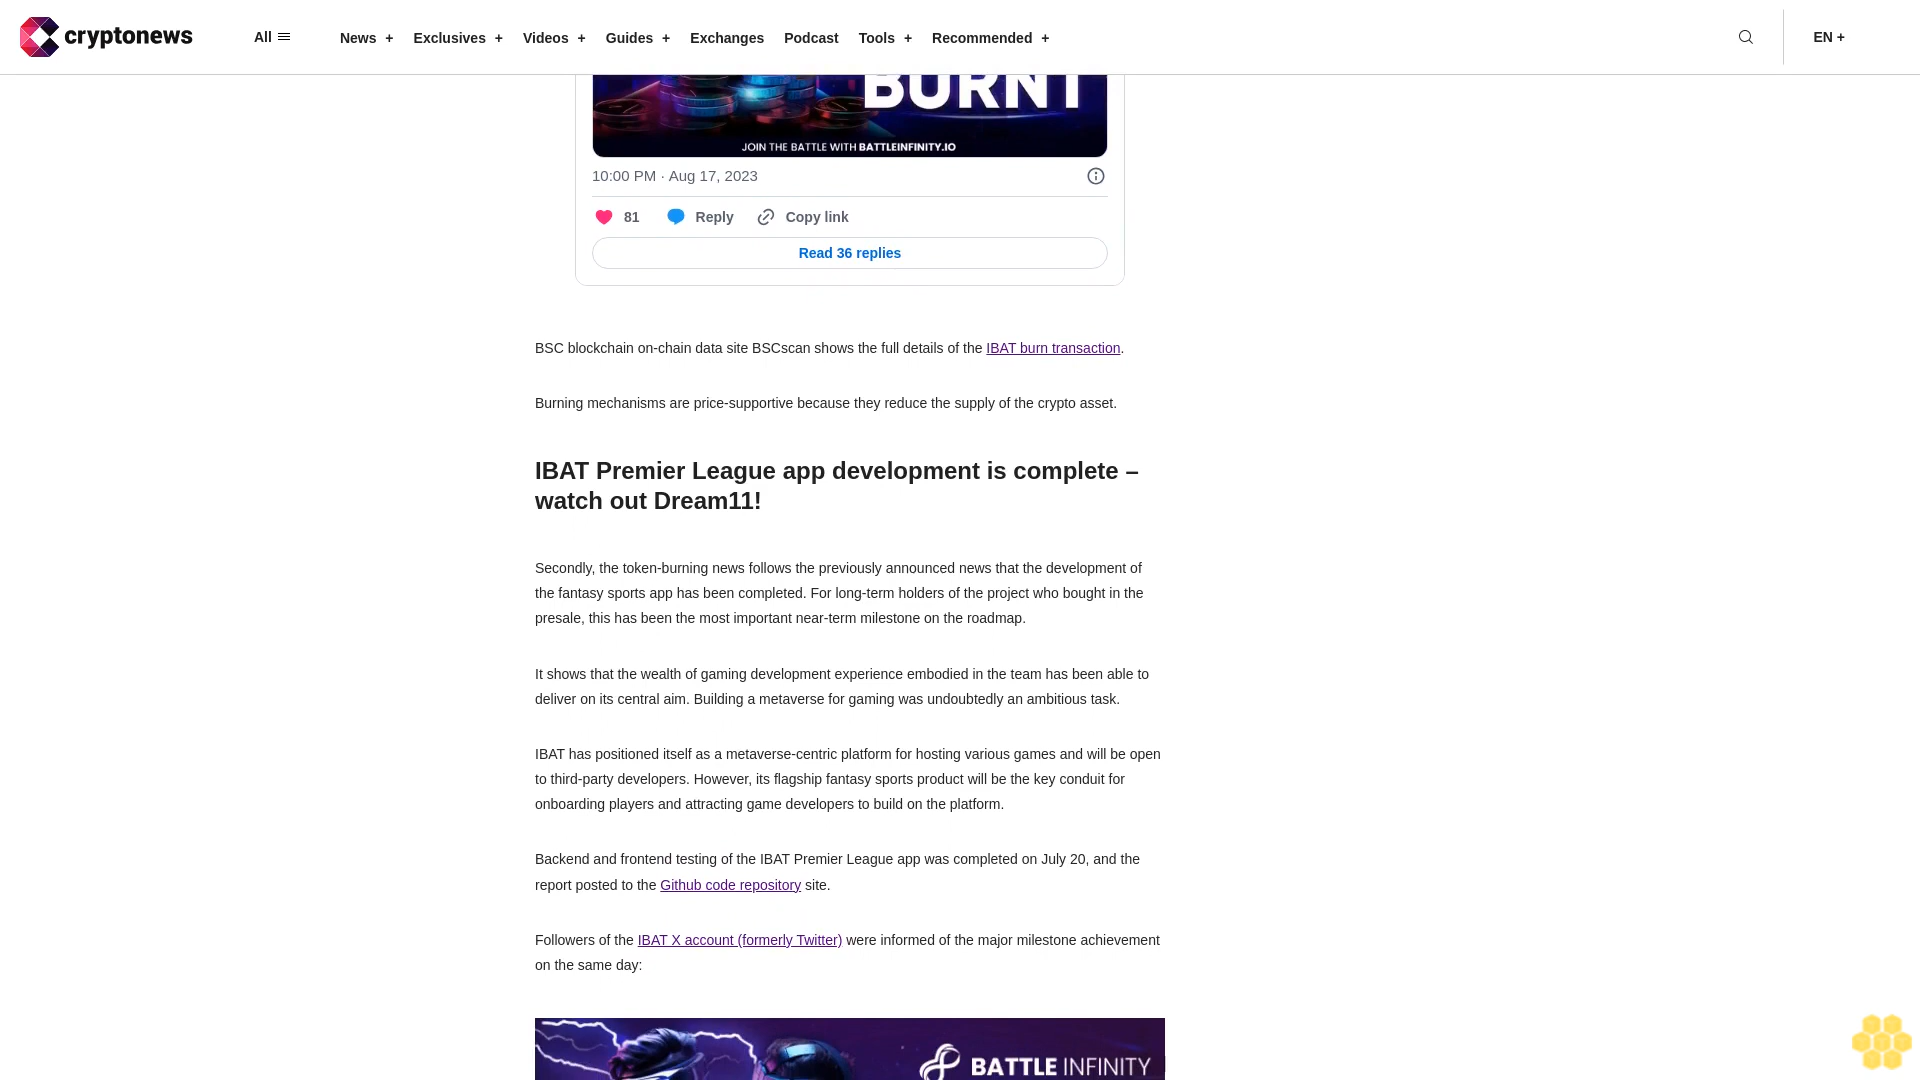 cryptonews
All
News +
Exclusives +
Videos +
Guides +
Exchanges
Podcast
Tools +
Recommended +
EN +
BURNT
JOIN THE BATTLE WITH BATTLEINFINITY.IO
10:00 PM · Aug 17, 2023
81
Reply
Copy link
Read 36 replies
BSC blockchain on-chain data site BSCscan shows the full details of the IBAT burn transaction.
Burning mechanisms are price-supportive because they reduce the supply of the crypto asset.
IBAT Premier League app development is complete –
watch out Dream11!
Secondly, the token-burning news follows the previously announced news that the development of
the fantasy sports app has been completed. For long-term holders of the project who bought in the
presale, this has been the most important near-term milestone on the roadmap.
It shows that the wealth of gaming development experience embodied in the team has been able to
deliver on its central aim. Building a metaverse for gaming was undoubtedly an ambitious task.
IBAT has positioned itself as a metaverse-centric platform for hosting various games and will be open
to third-party developers. However, its flagship fantasy sports product will be the key conduit for
onboarding players and attracting game developers to build on the platform.
Backend and frontend testing of the IBAT Premier League app was completed on July 20, and the
report posted to the Github code repository site.
Followers of the IBAT X account (formerly Twitter) were informed of the major milestone achievement
on the same day:
BATTLE INFINITY